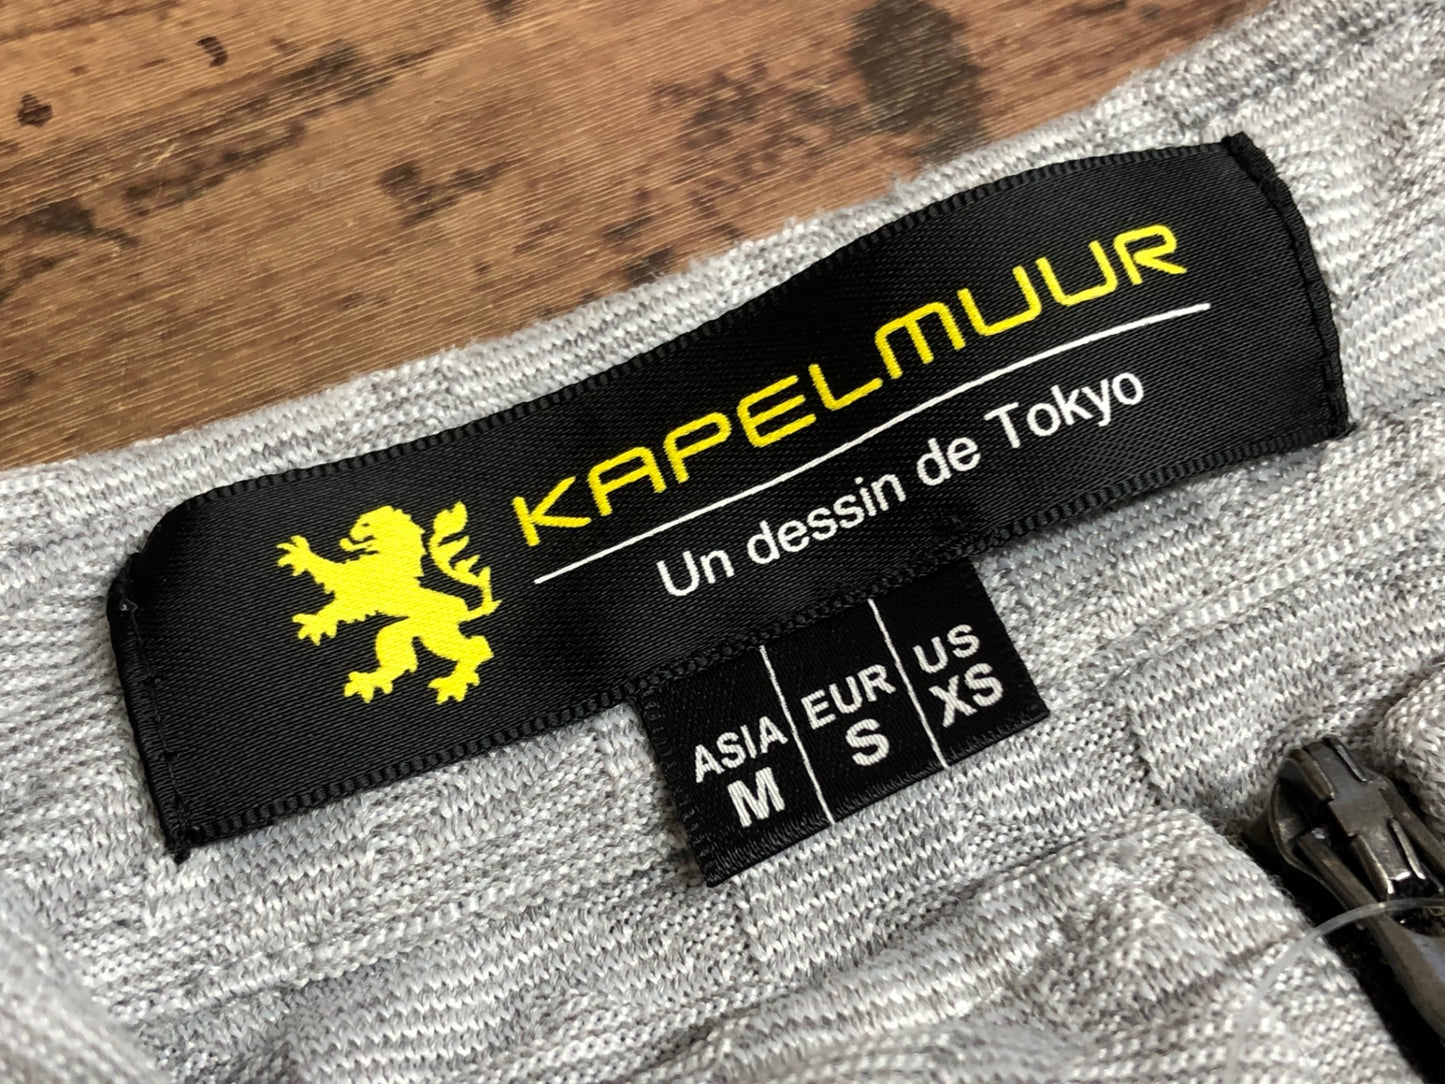 KAPELMUUR
Un dessin de Tokyo
ASIA EUR US
M S XS